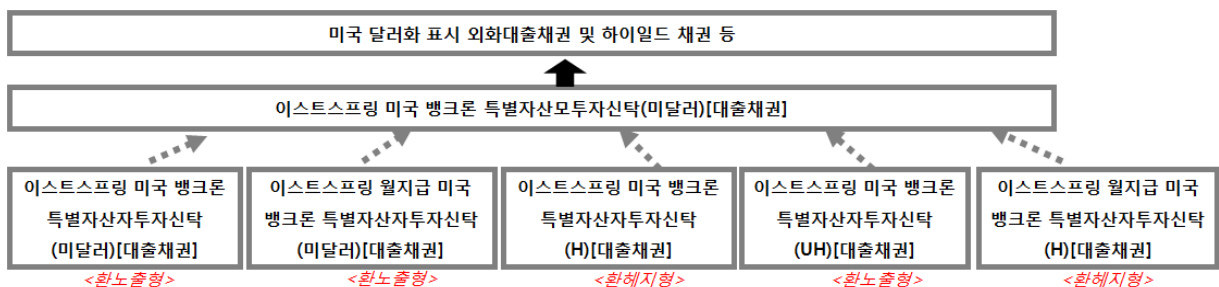 미국 달러화 표시 외화대출채권 및 하이일드 채권 등
이스트스프링 미국 뱅크론 특별자산모투자신탁(미달러)[대출채권]
이스트스프링 미국 뱅크론
특별자산자투자신탁
(미달러)[대출채권]
<환노출형>
이스트스프링 월지급 미국
뱅크론 특별자산자투자신탁
(미달러)[대출채권]
<환노출형>
이스트스프링 미국 뱅크론
특별자산자투자신탁
(H)[대출채권]
<환헤지형>
이스트스프링 미국 뱅크론
특별자산자투자신탁
(UH)[대출채권]
<환노출형>
이스트스프링 월지급 미국
뱅크론 특별자산자투자신탁
(H)[대출채권]
<환헤지형>